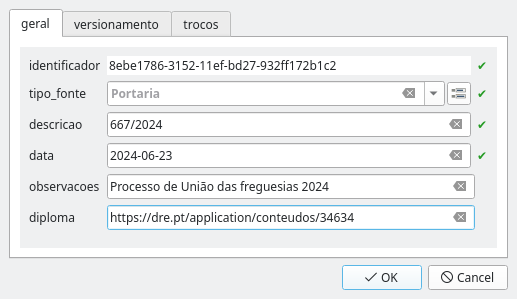 geral versionamento trocos
identificador 8ebe1786-3152-11ef-bd27-932ff172b1c2
tipo_fonte Portaria
descricao 667/2024
data 2024-06-23
observacoes Processo de União das freguesias 2024
diploma https://dre.pt/application/conteudos/34634
OK Cancel